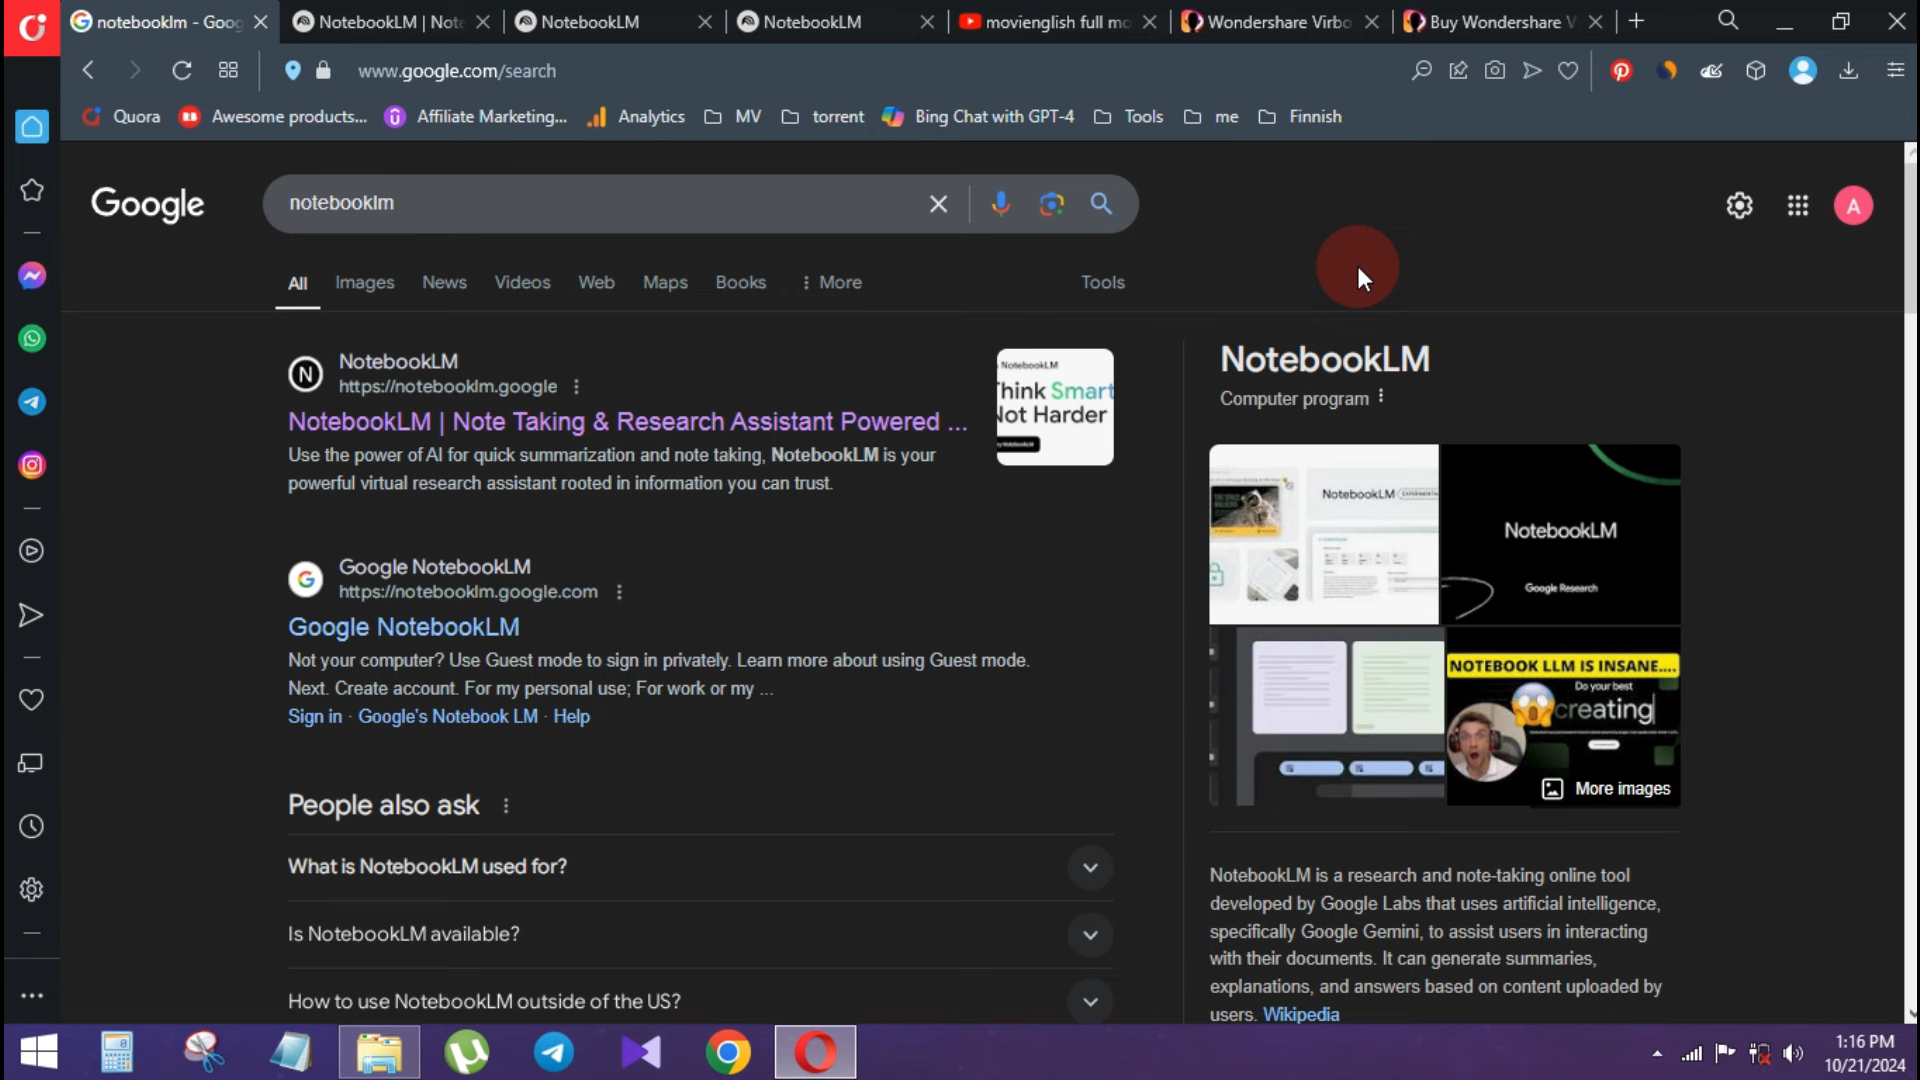 notebooklm - Goog
NotebookLM | Note
NotebookLM
NotebookLM
movienglish full mo
Wondershare Virbo
Buy Wondershare V
www.google.com/search
Quora
Awesome products...
Affiliate Marketing...
Analytics
MV
torrent
Bing Chat with GPT-4
Tools
me
Finnish
Google
notebooklm
A
All
Images
News
Videos
Web
Maps
Books
More
Tools
NotebookLM
https://notebooklm.google
NotebookLM | Note Taking & Research Assistant Powered ...
Use the power of AI for quick summarization and note taking, NotebookLM is your
powerful virtual research assistant rooted in information you can trust.
NotebookLM
Think Smart
Not Harder
Google NotebookLM
https://notebooklm.google.com
Google NotebookLM
Not your computer? Use Guest mode to sign in privately. Learn more about using Guest mode.
Next. Create account. For my personal use; For work or my ...
Sign in · Google's Notebook LM · Help
People also ask
What is NotebookLM used for?
Is NotebookLM available?
How to use NotebookLM outside of the US?
NotebookLM
Computer program
NotebookLM
NotebookLM
Google Research
NOTEBOOK LLM IS INSANE....
Do your best
creating
More images
NotebookLM is a research and note-taking online tool
developed by Google Labs that uses artificial intelligence,
specifically Google Gemini, to assist users in interacting
with their documents. It can generate summaries,
explanations, and answers based on content uploaded by
users. Wikipedia
1:16 PM
10/21/2024